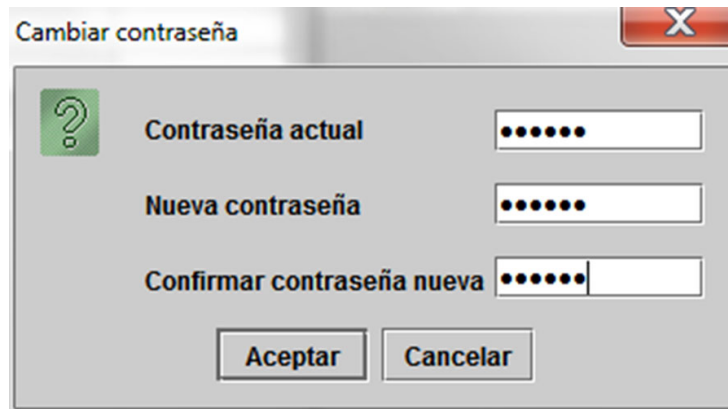 Cambiar contraseña
Contraseña actual ••••••
Nueva contraseña ••••••
Confirmar contraseña nueva ••••••
Aceptar Cancelar